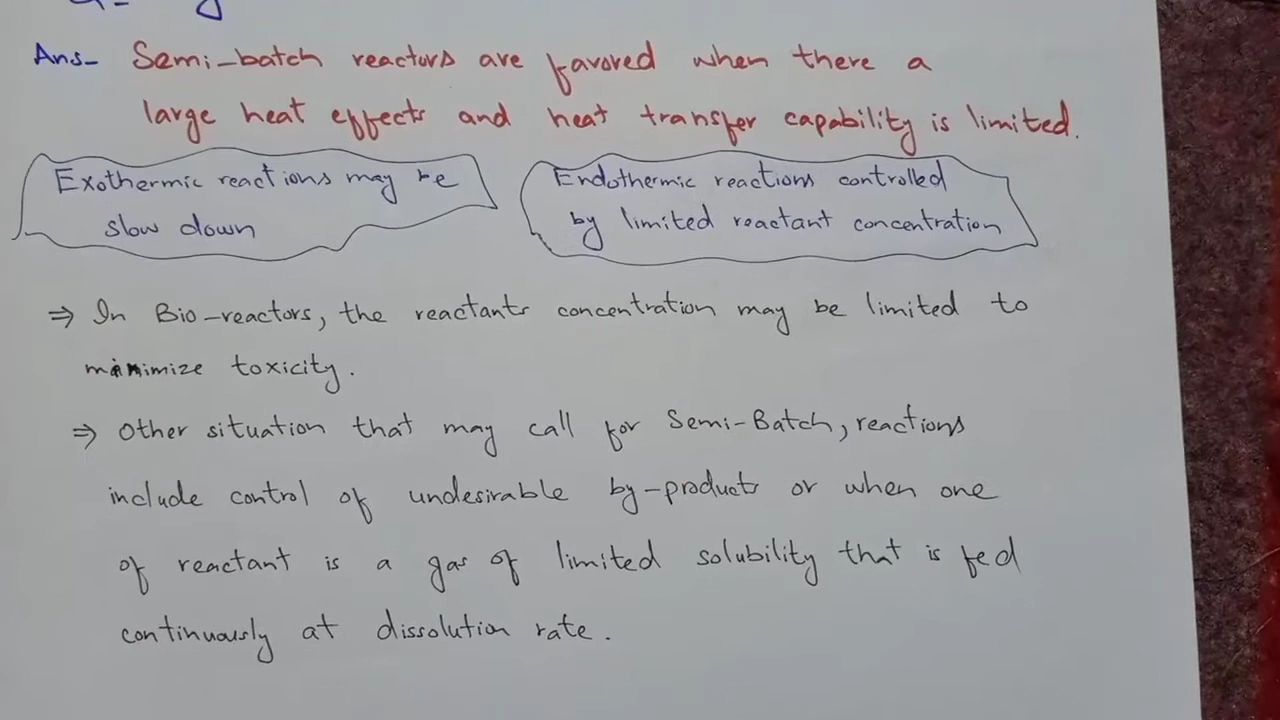 Ans- Semi-batch reactors are favored when there a
large heat effects and heat transfer capability is limited.
Exothermic reactions may be
slow down
Endothermic reactions controlled
by limited reactant concentration
⇒ In Bio-reactors, the reactants concentration may be limited to
minimize toxicity.
⇒ Other situation that may call for Semi-Batch, reactions
include control of undesirable by-products or when one
of reactant is a gas of limited solubility that is fed
continuously at dissolution rate.